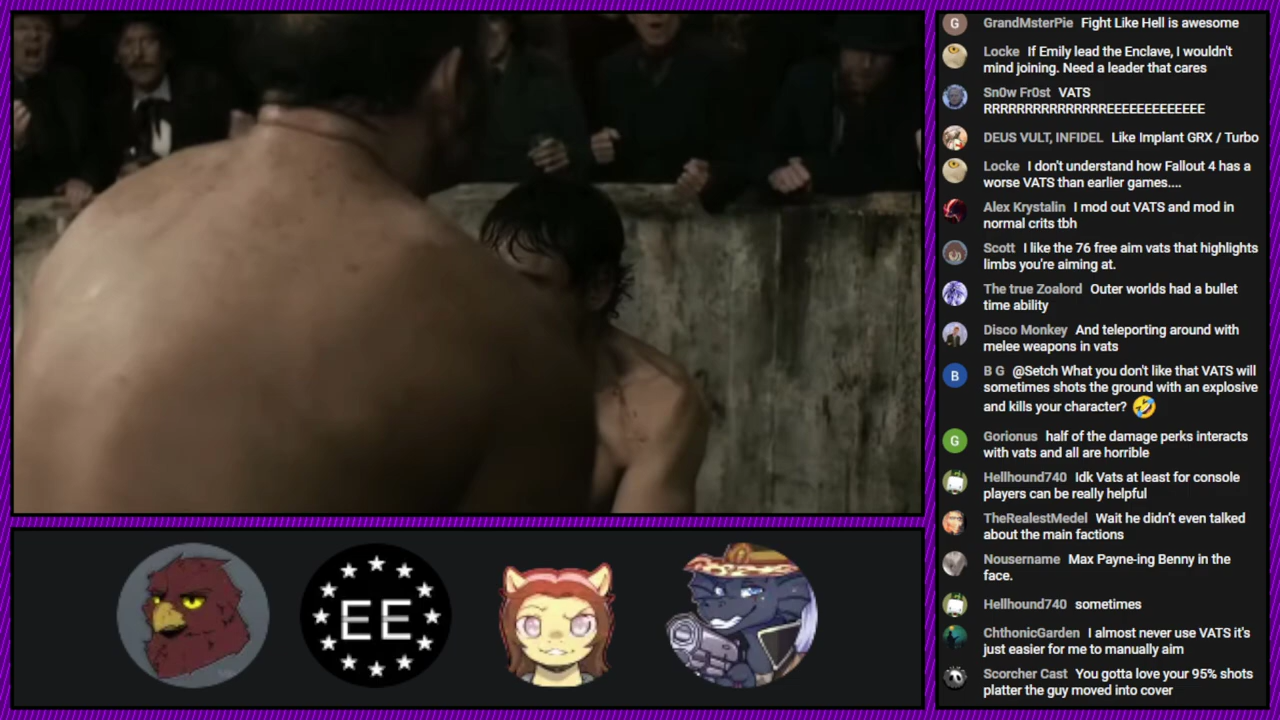 G GrandMsterPie Fight Like Hell is awesome
Locke If Emily lead the Enclave, I wouldn't
mind joining. Need a leader that cares
Sn0w Fr0st VATS
RRRRRRRRRRRRRRREEEEEEEEEEEEE
DEUS VULT, INFIDEL Like Implant GRX / Turbo
Locke I don't understand how Fallout 4 has a
worse VATS than earlier games....
Alex Krystalin I mod out VATS and mod in
normal crits tbh
Scott I like the 76 free aim vats that highlights
limbs you're aiming at.
The true Zoalord Outer worlds had a bullet
time ability
Disco Monkey And teleporting around with
melee weapons in vats
B B G @Setch What you don't like that VATS will
sometimes shots the ground with an explosive
and kills your character? 🤣
G Gorionus half of the damage perks interacts
with vats and all are horrible
Hellhound740 Idk Vats at least for console
players can be really helpful
TheRealestMedel Wait he didn't even talked
about the main factions
Nousername Max Payne-ing Benny in the
face.
Hellhound740 sometimes
ChthonicGarden I almost never use VATS it's
just easier for me to manually aim
Scorcher Cast You gotta love your 95% shots
platter the guy moved into cover
EE